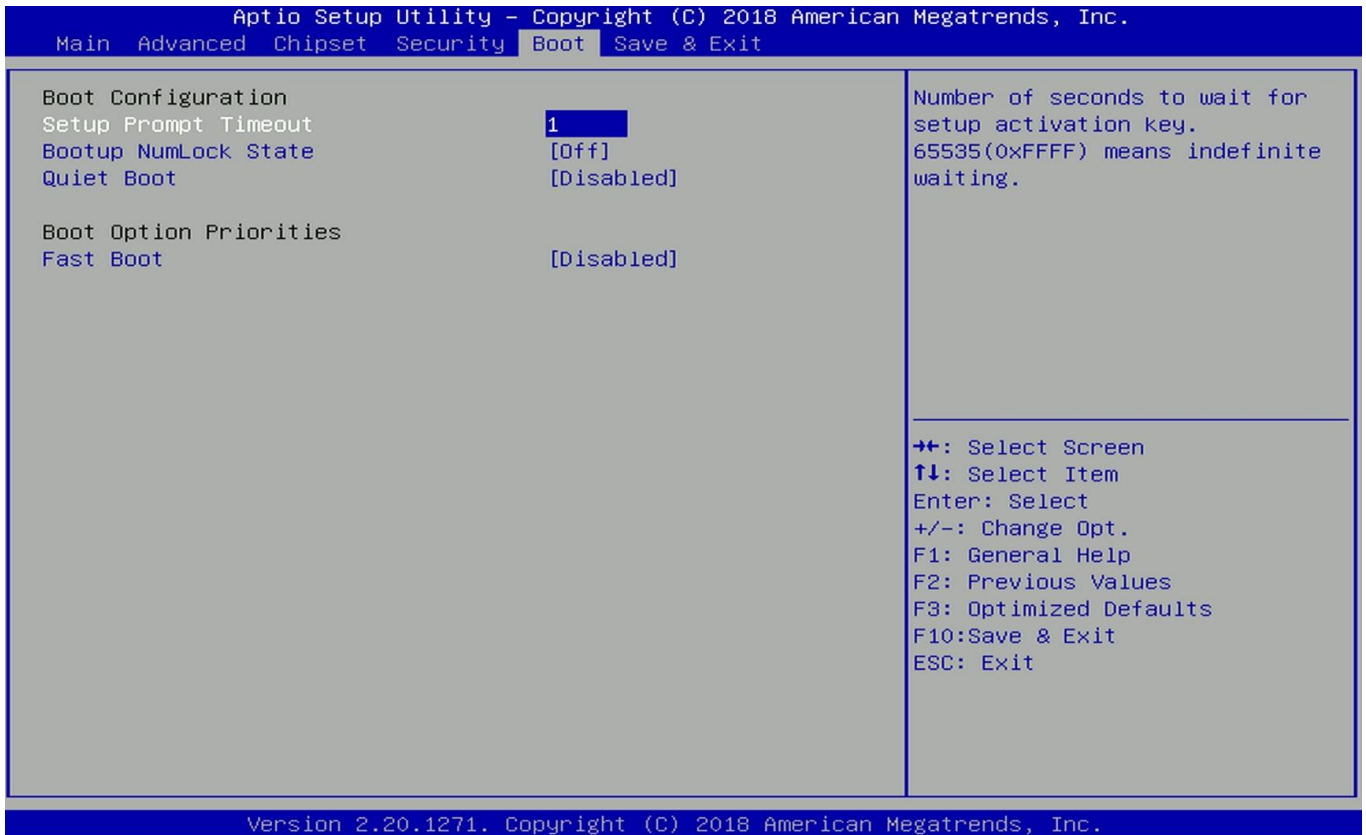 Aptio Setup Utility – Copyright (C) 2018 American Megatrends, Inc.
Main Advanced Chipset Security Boot Save & Exit
Boot Configuration
Setup Prompt Timeout 1
Bootup NumLock State [Off]
Quiet Boot [Disabled]
Boot Option Priorities
Fast Boot [Disabled]
Number of seconds to wait for
setup activation key.
65535(0xFFFF) means indefinite
waiting.
→←: Select Screen
↑↓: Select Item
Enter: Select
+/-: Change Opt.
F1: General Help
F2: Previous Values
F3: Optimized Defaults
F10:Save & Exit
ESC: Exit
Version 2.20.1271. Copyright (C) 2018 American Megatrends, Inc.